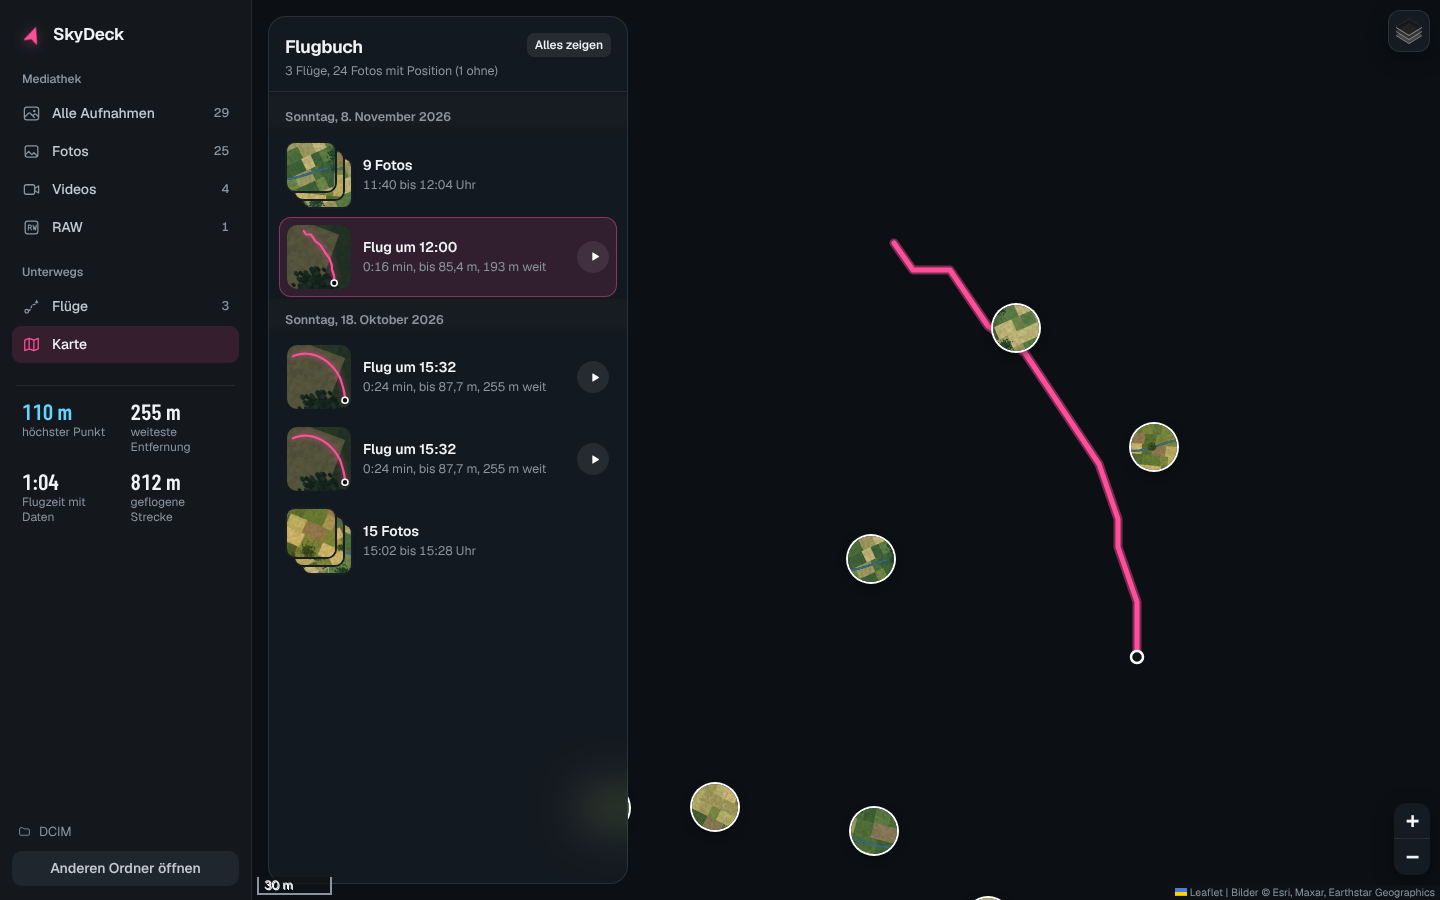 SkyDeck
Mediathek
Alle Aufnahmen 29
Fotos 25
Videos 4
RAW 1
Unterwegs
Flüge 3
Karte
110 m
höchster Punkt
255 m
weiteste
Entfernung
1:04
Flugzeit mit
Daten
812 m
geflogene
Strecke
DCIM
Anderen Ordner öffnen
Flugbuch
Alles zeigen
3 Flüge, 24 Fotos mit Position (1 ohne)
Sonntag, 8. November 2026
9 Fotos
11:40 bis 12:04 Uhr
Flug um 12:00
0:16 min, bis 85,4 m, 193 m weit
Sonntag, 18. Oktober 2026
Flug um 15:32
0:24 min, bis 87,7 m, 255 m weit
Flug um 15:32
0:24 min, bis 87,7 m, 255 m weit
15 Fotos
15:02 bis 15:28 Uhr
30 m
+
−
Leaflet | Bilder © Esri, Maxar, Earthstar Geographics